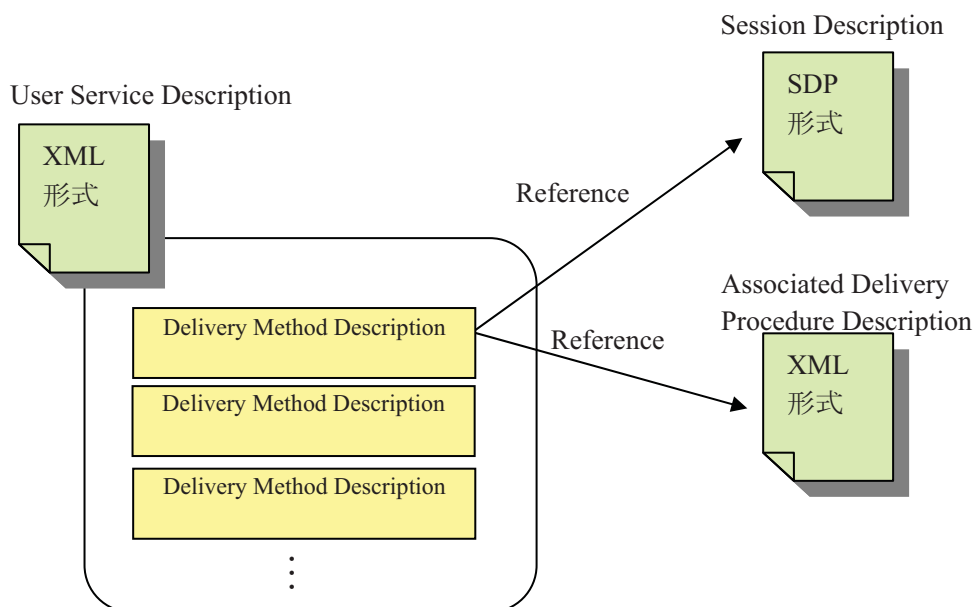 Session Description
SDP
形式
User Service Description
XML
形式
Reference
Delivery Method Description
Reference
Associated Delivery
Procedure Description
XML
形式
Delivery Method Description
Delivery Method Description
⋮